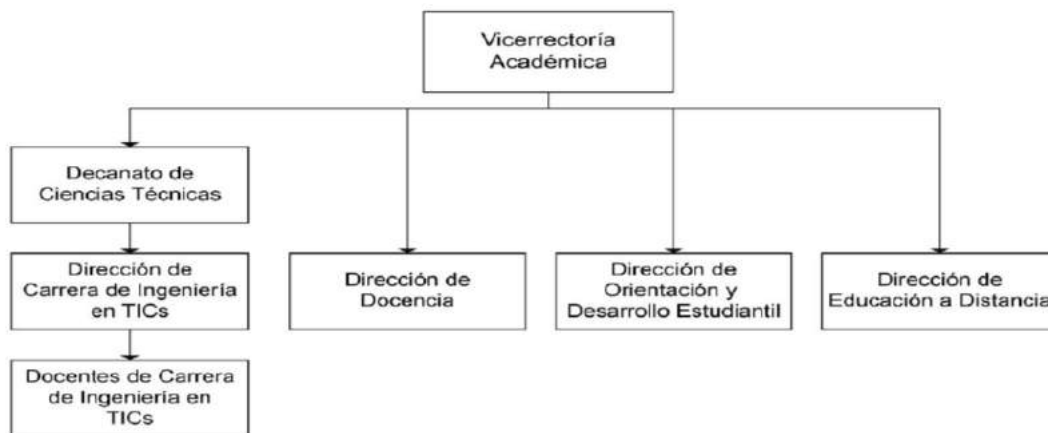 Vicerrectoría
Académica
Decanato de
Ciencias Técnicas
Dirección de
Carrera de Ingeniería
en TICs
Dirección de
Docencia
Dirección de
Orientación y
Desarrollo Estudiantil
Dirección de
Educación a Distancia
Docentes de Carrera
de Ingeniería en
TICs